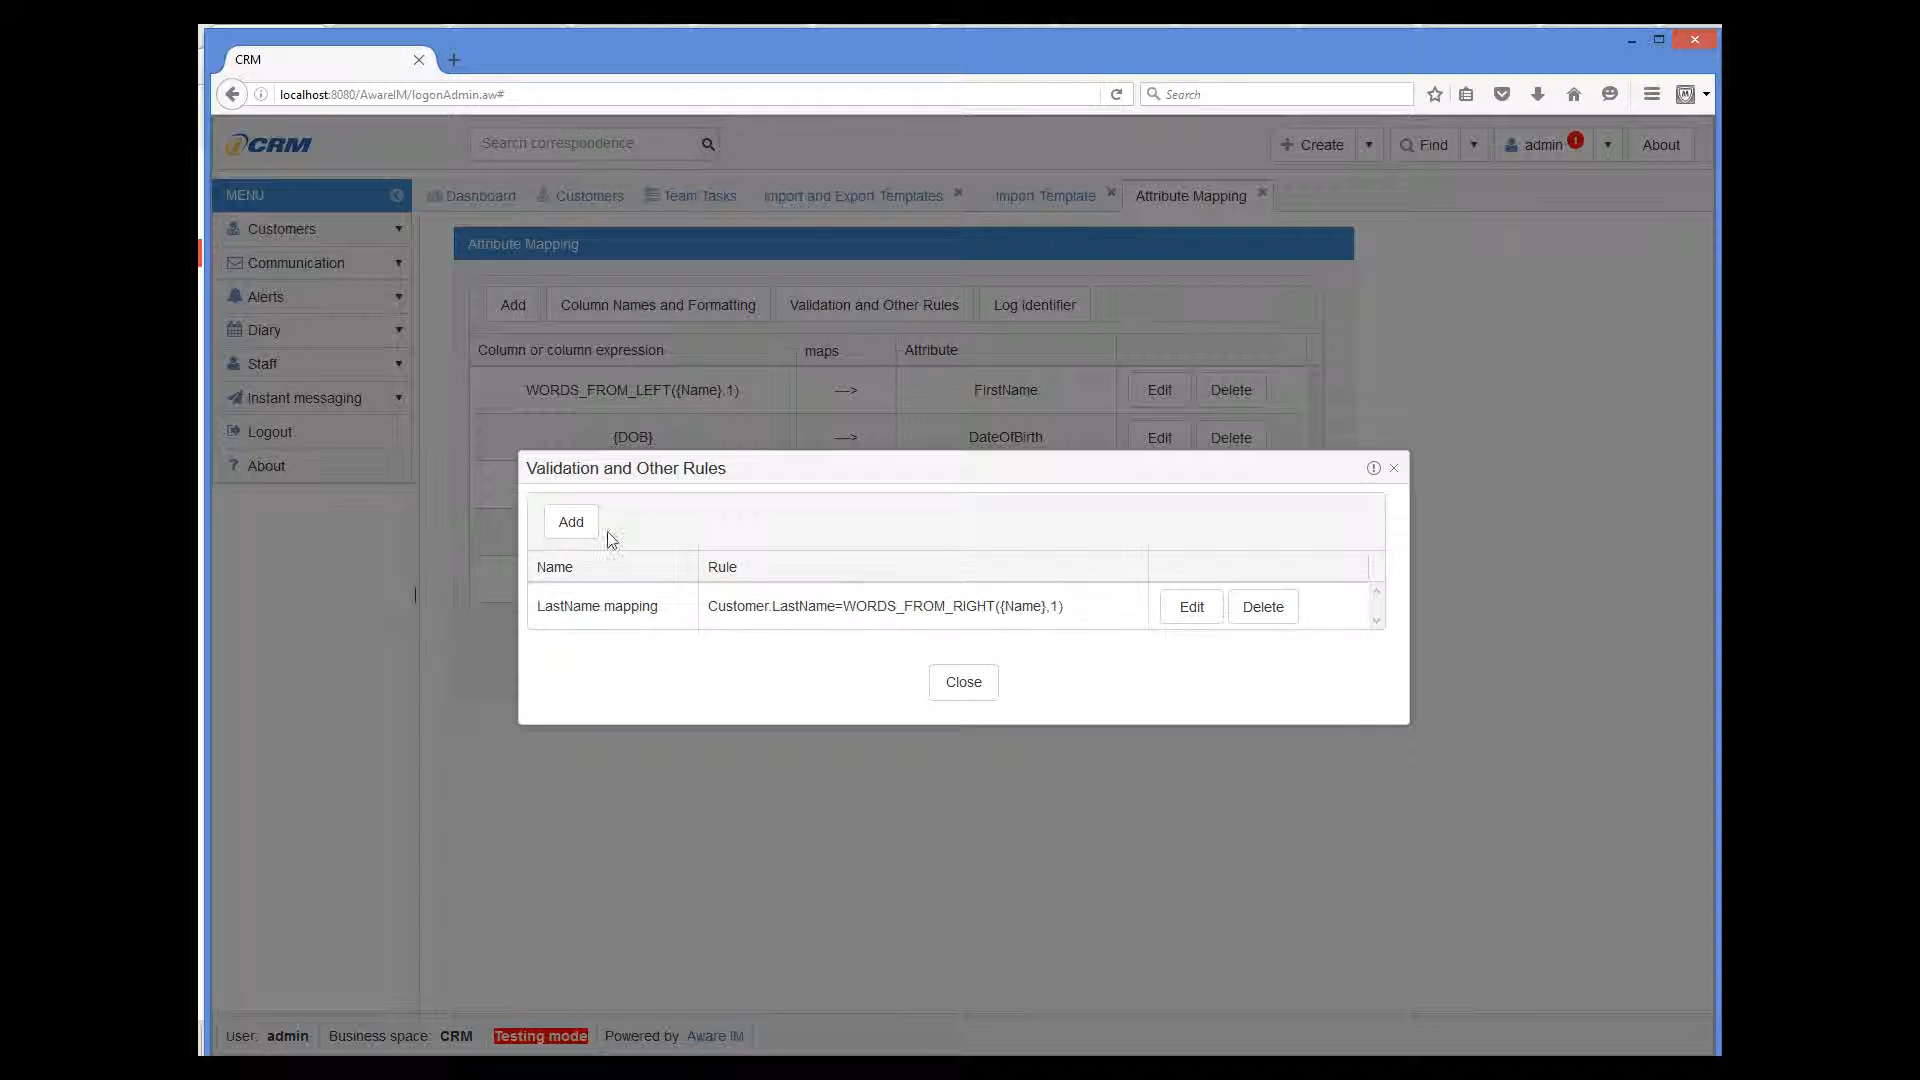 CRM
localhost:8080/AwareIM/logonAdmin.aw#
Search
CRM
Search correspondence
Create
Find
admin
1
About
MENU
Dashboard
Customers
Team Tasks
Import and Export Templates
Import Template
Attribute Mapping
Customers
Communication
Alerts
Diary
Staff
Instant messaging
Logout
About
Attribute Mapping
Add
Column Names and Formatting
Validation and Other Rules
Log Identifier
Column or column expression
maps
Attribute
WORDS_FROM_LEFT({Name},1)
--->
FirstName
Edit
Delete
{DOB}
--->
DateOfBirth
Edit
Delete
Validation and Other Rules
Add
Name
Rule
LastName mapping
Customer.LastName=WORDS_FROM_RIGHT({Name},1)
Edit
Delete
Close
User: admin
Business space: CRM
Testing mode
Powered by Aware IM